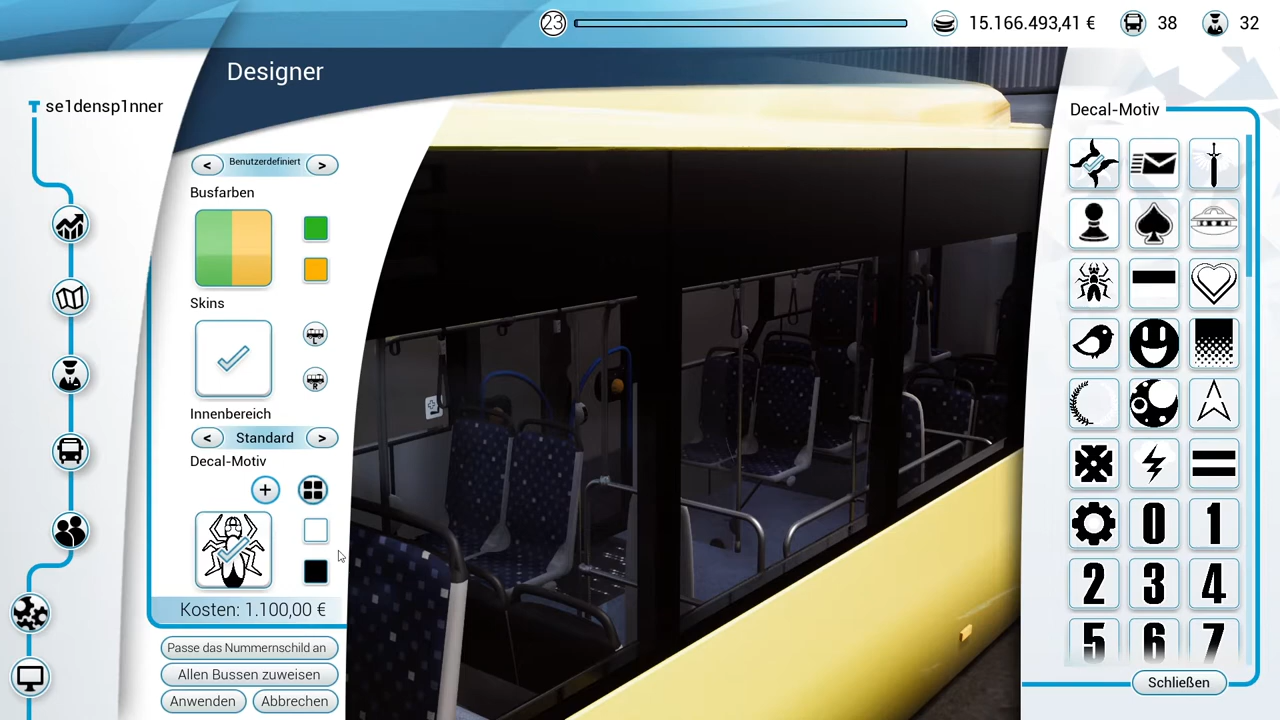 23
15.166.493,41 €
38
32
Designer
se1densp1nner
Decal-Motiv
<
Benutzerdefiniert
>
Busfarben
Skins
L
R
Innenbereich
<
Standard
>
Decal-Motiv
+
Kosten: 1.100,00 €
Passe das Nummernschild an
Allen Bussen zuweisen
Anwenden
Abbrechen
0
1
2
3
4
5
6
7
Schließen